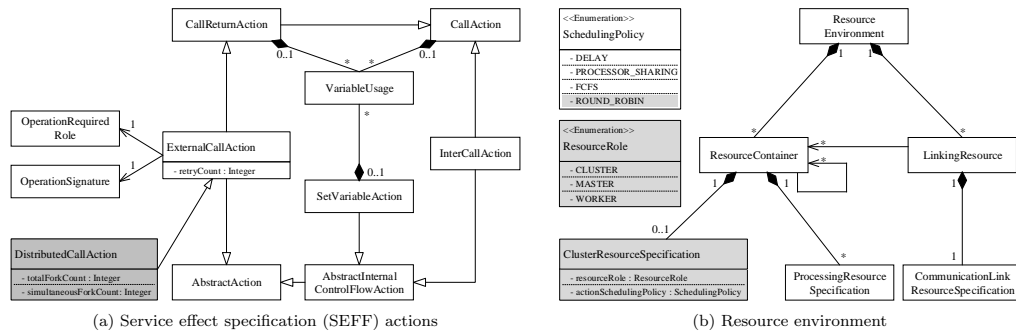 CallReturnAction
CallAction
0..1
*
*
0..1
VariableUsage
*
OperationRequired
Role
1
ExternalCallAction
- retryCount : Integer
1
OperationSignature
InterCallAction
0..1
SetVariableAction
DistributedCallAction
- totalForkCount : Integer
- simultaneousForkCount: Integer
AbstractAction
AbstractInternal
ControlFlowAction
(a) Service effect specification (SEFF) actions
<<Enumeration>>
SchedulingPolicy
- DELAY
- PROCESSOR_SHARING
- FCFS
- ROUND_ROBIN
Resource
Environment
1
1
<<Enumeration>>
ResourceRole
- CLUSTER
- MASTER
- WORKER
*
*
ResourceContainer
*
*
LinkingResource
1
1
1
0..1
ClusterResourceSpecification
- resourceRole : ResourceRole
- actionSchedulingPolicy : SchedulingPolicy
*
ProcessingResource
Specification
1
CommunicationLink
ResourceSpecification
(b) Resource environment